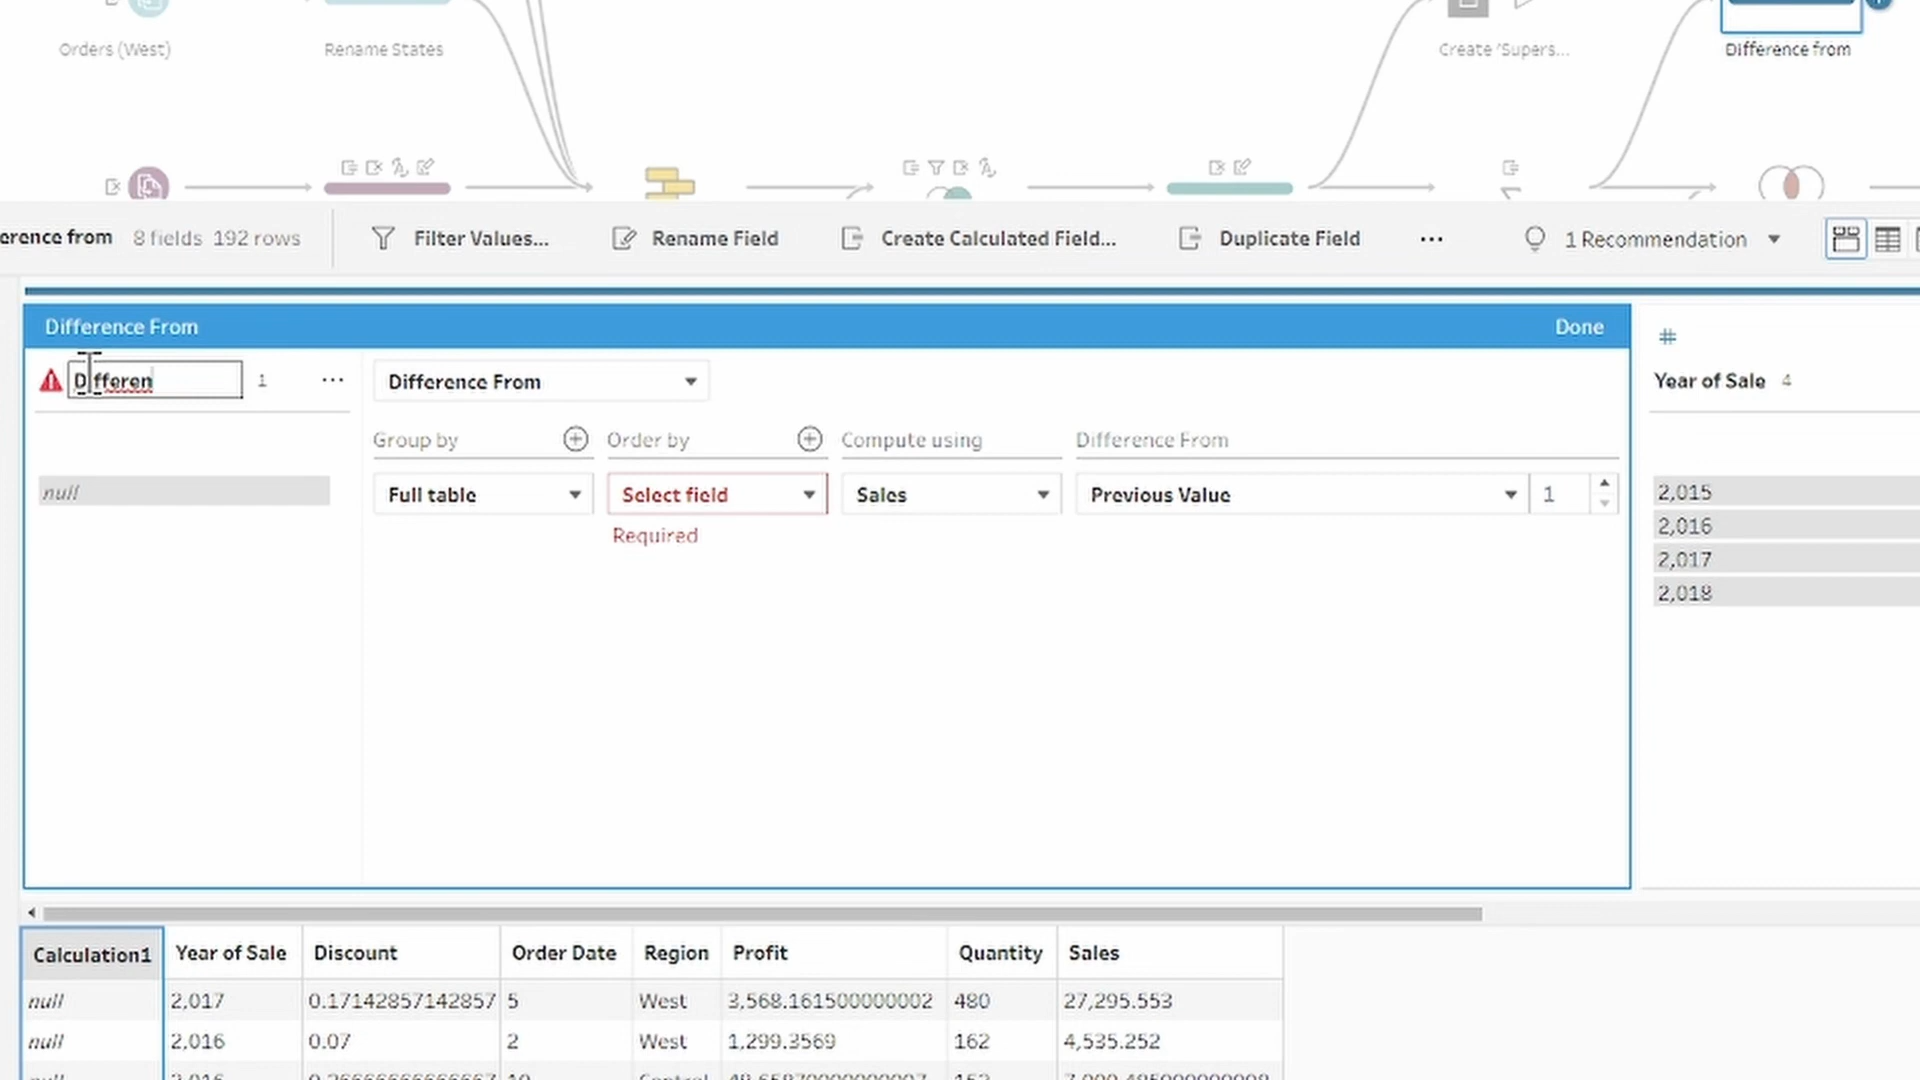 Orders (West)
Rename States
Create 'Supers...
Difference from
erence from 8 fields 192 rows
Filter Values...
Rename Field
Create Calculated Field...
Duplicate Field
...
1 Recommendation
Difference From
Done
Differen 1 ...
Difference From
#
Year of Sale 4
Group by
Order by
Compute using
Difference From
null
Full table
Select field
Sales
Previous Value
1
Required
2,015
2,016
2,017
2,018
Calculation1 Year of Sale Discount Order Date Region Profit Quantity Sales
null 2,017 0.17142857142857 5 West 3,568.161500000002 480 27,295.553
null 2,016 0.07 2 West 1,299.3569 162 4,535.252